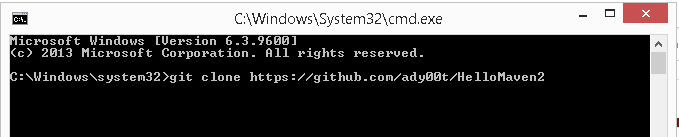 C:\Windows\System32\cmd.exe
Microsoft Windows [Version 6.3.9600]
(c) 2013 Microsoft Corporation. All rights reserved.
C:\Windows\system32>git clone https://github.com/ady00t/HelloMaven2